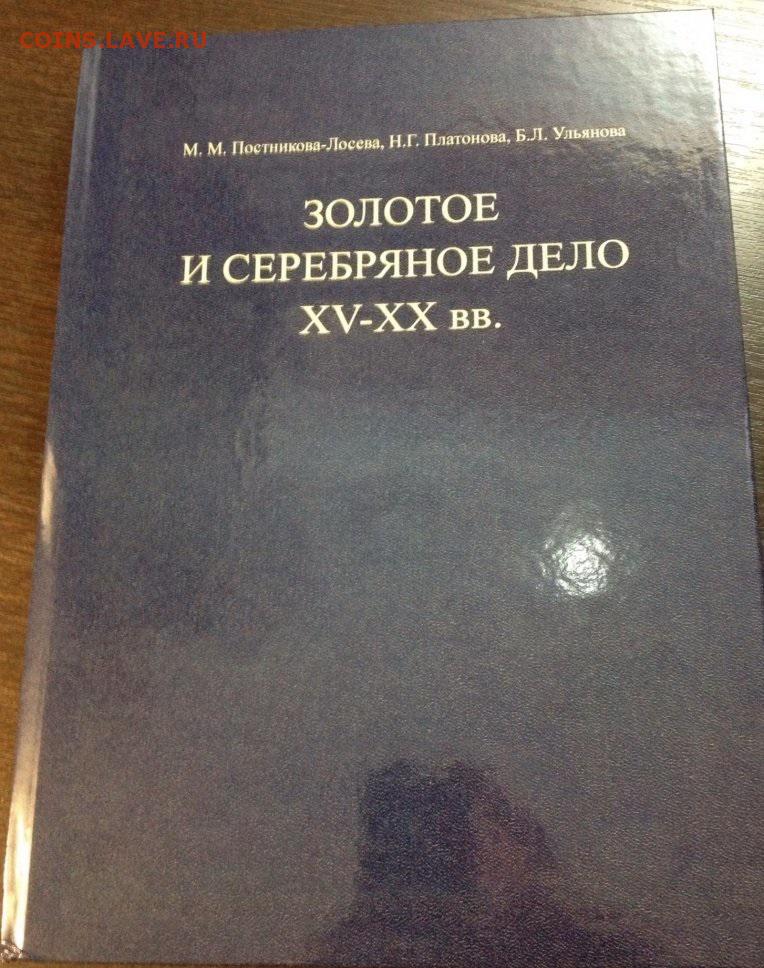 COINS.LAVE.RU
М. М. Постникова-Лосева, Н.Г. Платонова, Б.Л. Ульянова
ЗОЛОТОЕ
И СЕРЕБРЯНОЕ ДЕЛО
XV-XX вв.